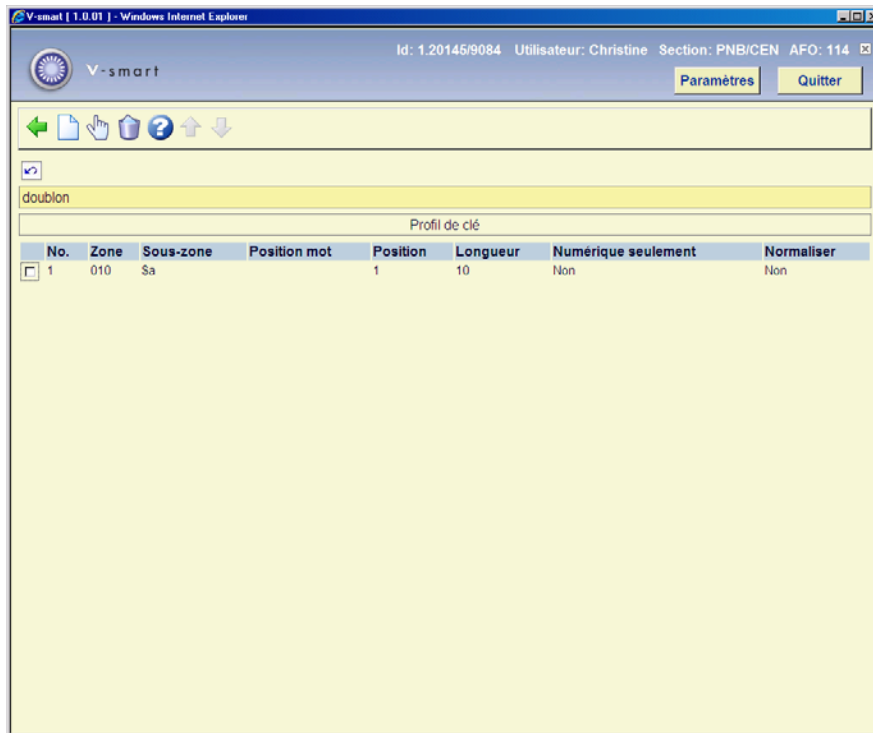 V-smart [ 1.0.01 ] - Windows Internet Explorer
Id: 1.20145/9084 Utilisateur: Christine Section: PNB/CEN AFO: 114
V-smart
Paramètres Quitter
doublon
Profil de clé
No. Zone Sous-zone Position mot Position Longueur Numérique seulement Normaliser
1 010 $a 1 10 Non Non